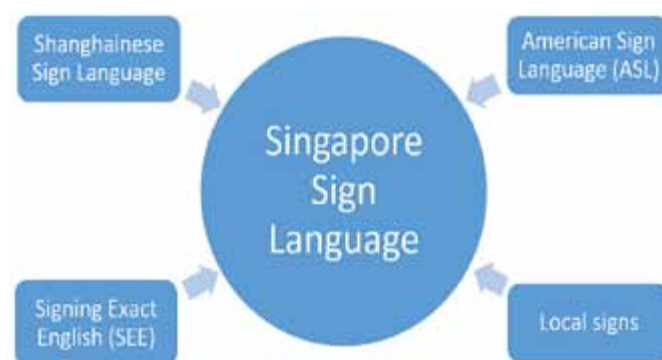 Shanghainese
Sign Language
American Sign
Language (ASL)
Singapore
Sign
Language
Signing Exact
English (SEE)
Local signs